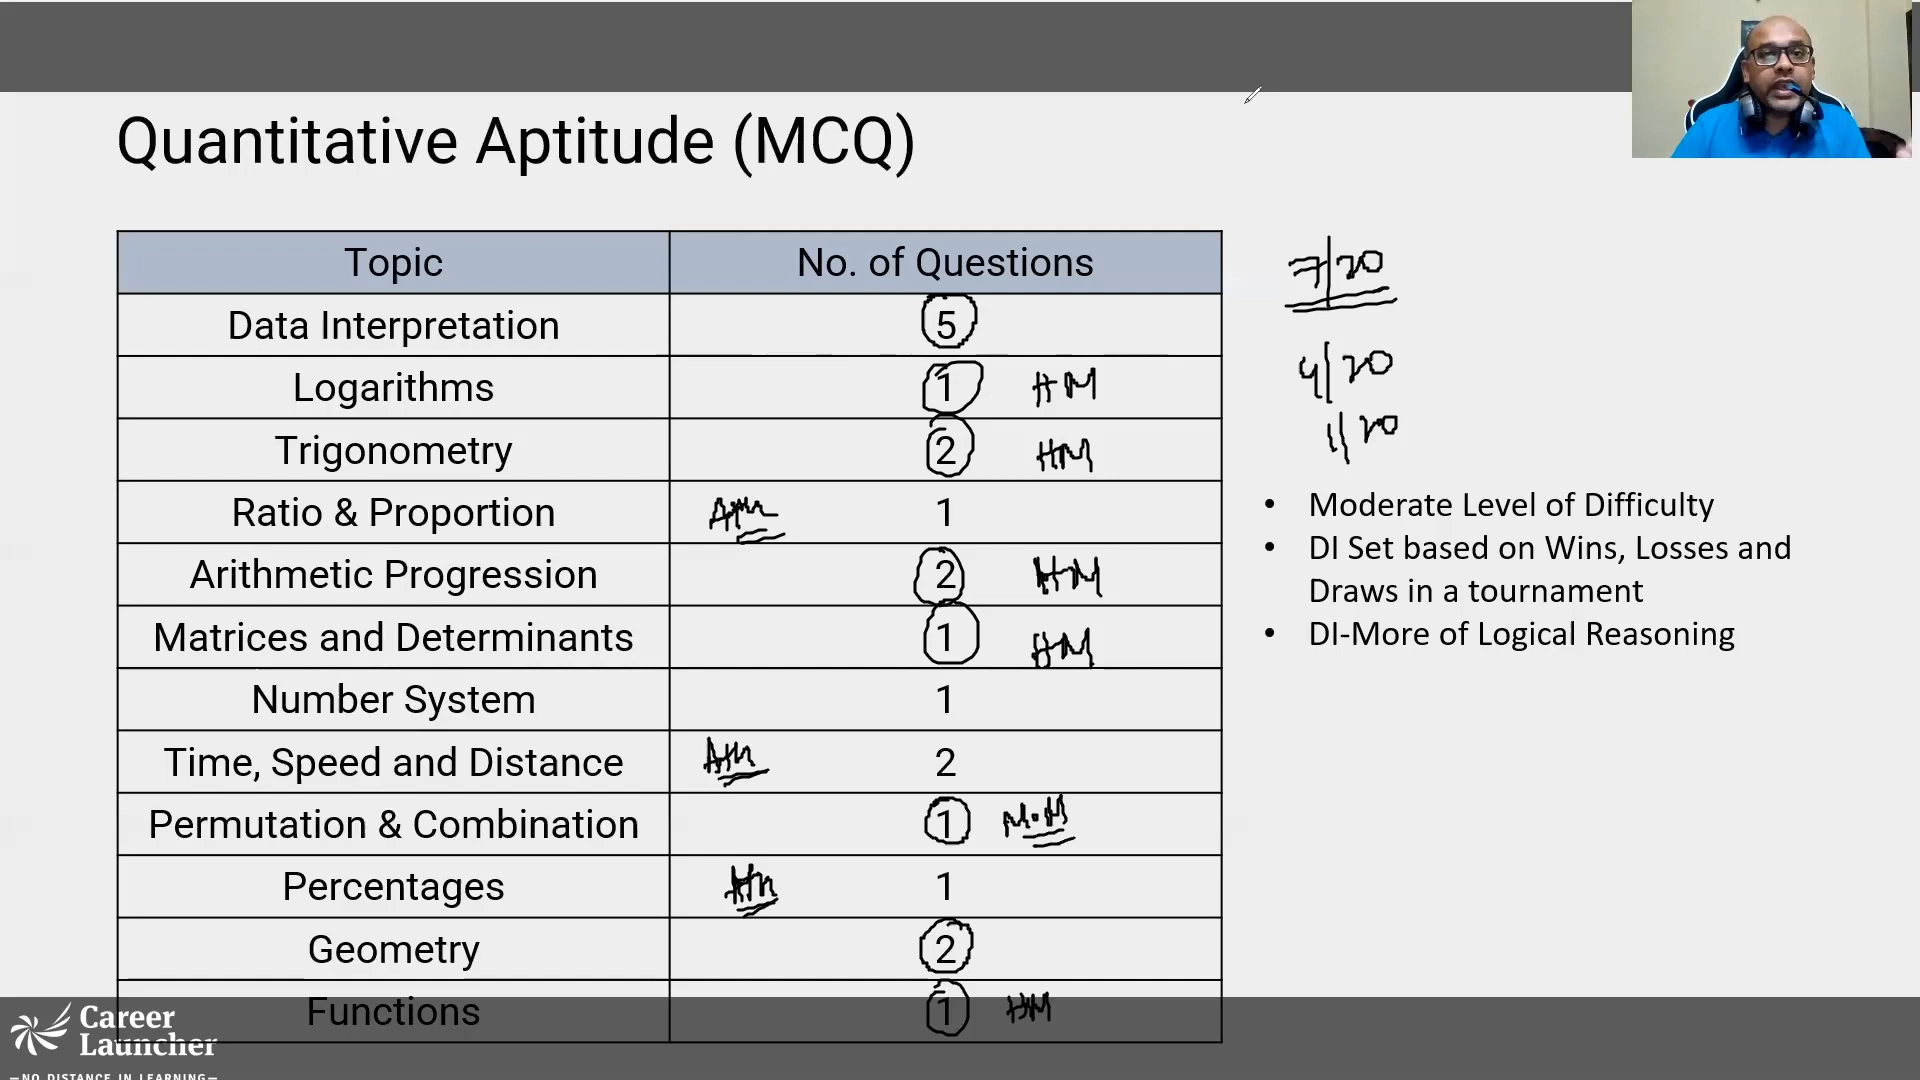 Quantitative Aptitude (MCQ)
Topic No. of Questions
Data Interpretation 5
Logarithms 1 HM
Trigonometry 2 HM
Ratio & Proportion 1
Arithmetic Progression 2 HM
Matrices and Determinants 1 HM
Number System 1
Time, Speed and Distance 2
Permutation & Combination 1 M.M
Percentages 1
Geometry 2
Functions 1 HM
7|20
4|20
1|20
• Moderate Level of Difficulty
• DI Set based on Wins, Losses and
Draws in a tournament
• DI-More of Logical Reasoning
Career
Launcher
—NO DISTANCE IN LEARNING—